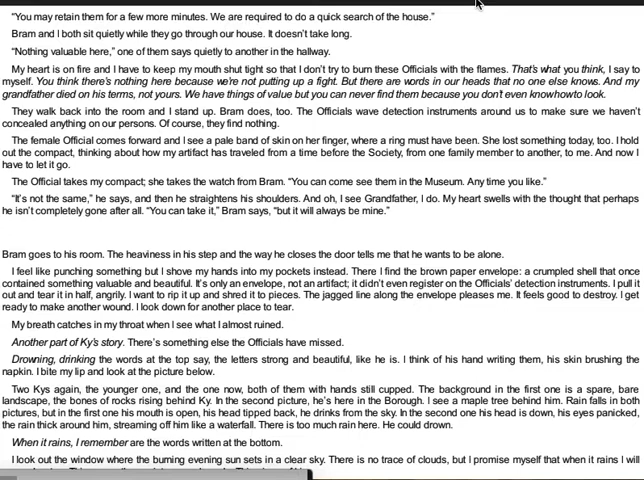 “You may retain them for a few more minutes. We are required to do a quick search of the house.”
Bram and I both sit quietly while they go through our house. It doesn’t take long.
“Nothing valuable here,” one of them says quietly to another in the hallway.
My heart is on fire and I have to keep my mouth shut tight so that I don’t try to burn these Officials with the flames. That’s what you think, I say to
myself. You think there’s nothing here because we’re not putting up a fight. But there are words in our heads that no one else knows. And my
grandfather died on his terms, not yours. We have things of value but you can never find them because you don’t even know how to look.
They walk back into the room and I stand up. Bram does, too. The Officials wave detection instruments around us to make sure we haven’t
concealed anything on our persons. Of course, they find nothing.
The female Official comes forward and I see a pale band of skin on her finger, where a ring must have been. She lost something today, too. I hold
out the compact, thinking about how my artifact has traveled from a time before the Society, from one family member to another, to me. And now I
have to let it go.
The Official takes my compact; she takes the watch from Bram. “You can come see them in the Museum. Any time you like.”
“It’s not the same,” he says, and then he straightens his shoulders. And oh, I see Grandfather, I do. My heart swells with the thought that perhaps
he isn’t completely gone after all. “You can take it,” Bram says, “but it will always be mine.”
Bram goes to his room. The heaviness in his step and the way he closes the door tells me that he wants to be alone.
I feel like punching something but I shove my hands into my pockets instead. There I find the brown paper envelope: a crumpled shell that once
contained something valuable and beautiful. It’s only an envelope, not an artifact; it didn’t even register on the Officials’ detection instruments. I pull it
out and tear it in half, angrily. I want to rip it up and shred it to pieces. The jagged line along the envelope pleases me. It feels good to destroy. I get
ready to make another wound. I look down for another place to tear.
My breath catches in my throat when I see what I almost ruined.
Another part of Ky’s story. There’s something else the Officials have missed.
Drowning, drinking the words at the top say, the letters strong and beautiful, like he is. I think of his hand writing them, his skin brushing the
napkin. I bite my lip and look at the picture below.
Two Kys again, the younger one, and the one now, both of them with hands still cupped. The background in the first one is a spare, bare
landscape, the bones of rocks rising behind Ky. In the second picture, he’s here in the Borough. I see a maple tree behind him. Rain falls in both
pictures, but in the first one his mouth is open, his head tipped back, he drinks from the sky. In the second one his head is down, his eyes panicked,
the rain thick around him, streaming off him like a waterfall. There is too much rain here. He could drown.
When it rains, I remember are the words written at the bottom.
I look out the window where the burning evening sun sets in a clear sky. There is no trace of clouds, but I promise myself that when it rains I will